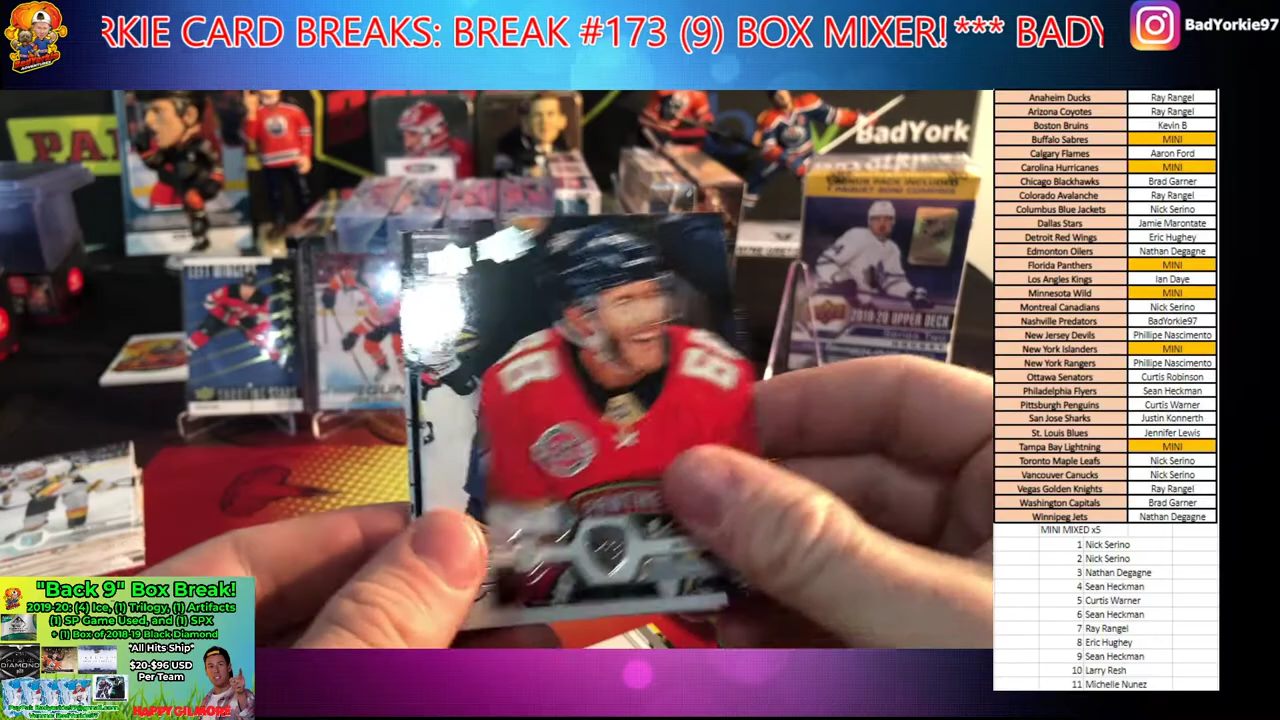 RKIE CARD BREAKS: BREAK #173 (9) BOX MIXER! *** BADY
BadYorkie97
BadYork
2019-20 UPPER DECK
SHOOTING STARS
Anaheim Ducks Ray Rangel
Arizona Coyotes Ray Rangel
Boston Bruins Kevin B
Buffalo Sabres MINI
Calgary Flames Aaron Ford
Carolina Hurricanes MINI
Chicago Blackhawks Brad Garner
Colorado Avalanche Ray Rangel
Columbus Blue Jackets Nick Serino
Dallas Stars Jamie Marontate
Detroit Red Wings Eric Hughey
Edmonton Oilers Nathan Degagne
Florida Panthers MINI
Los Angeles Kings Ian Daye
Minnesota Wild MINI
Montreal Canadians Nick Serino
Nashville Predators BadYorkie97
New Jersey Devils Phillipe Nascimento
New York Islanders MINI
New York Rangers Phillipe Nascimento
Ottawa Senators Curtis Robinson
Philadelphia Flyers Sean Heckman
Pittsburgh Penguins Curtis Warner
San Jose Sharks Justin Konnerth
St. Louis Blues Jennifer Lewis
Tampa Bay Lightning MINI
Toronto Maple Leafs Nick Serino
Vancouver Canucks Nick Serino
Vegas Golden Knights Ray Rangel
Washington Capitals Brad Garner
Winnipeg Jets Nathan Degagne
MINI MIXED x5
1 Nick Serino
2 Nick Serino
3 Nathan Degagne
4 Sean Heckman
5 Curtis Warner
6 Sean Heckman
7 Ray Rangel
8 Eric Hughey
9 Sean Heckman
10 Larry Resh
11 Michelle Nunez
"Back 9" Box Break!
2019-20: (4) Ice, (1) Trilogy, (1) Artifacts
(1) SP Game Used, and (1) SPX
+ (1) Box of 2018-19 Black Diamond
*All Hits Ship*
$20-$96 USD
Per Team
HAPPY GILMORE